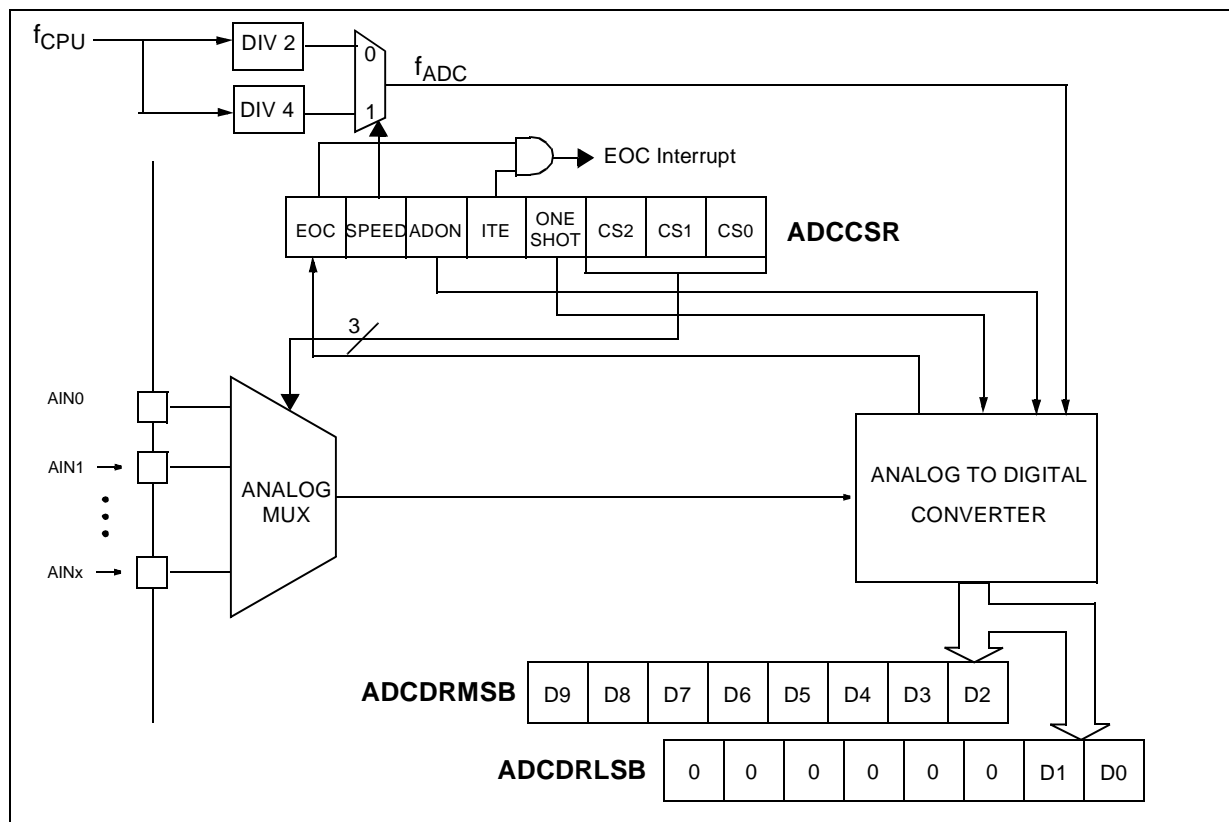 fCPU
DIV 2
0
fADC
DIV 4
1
EOC Interrupt
EOC SPEED ADON ITE ONE SHOT CS2 CS1 CS0 ADCCSR
3
AIN0
AIN1
ANALOG
MUX
ANALOG TO DIGITAL
CONVERTER
AINx
ADCDRMSB D9 D8 D7 D6 D5 D4 D3 D2
ADCDRLSB 0 0 0 0 0 0 D1 D0